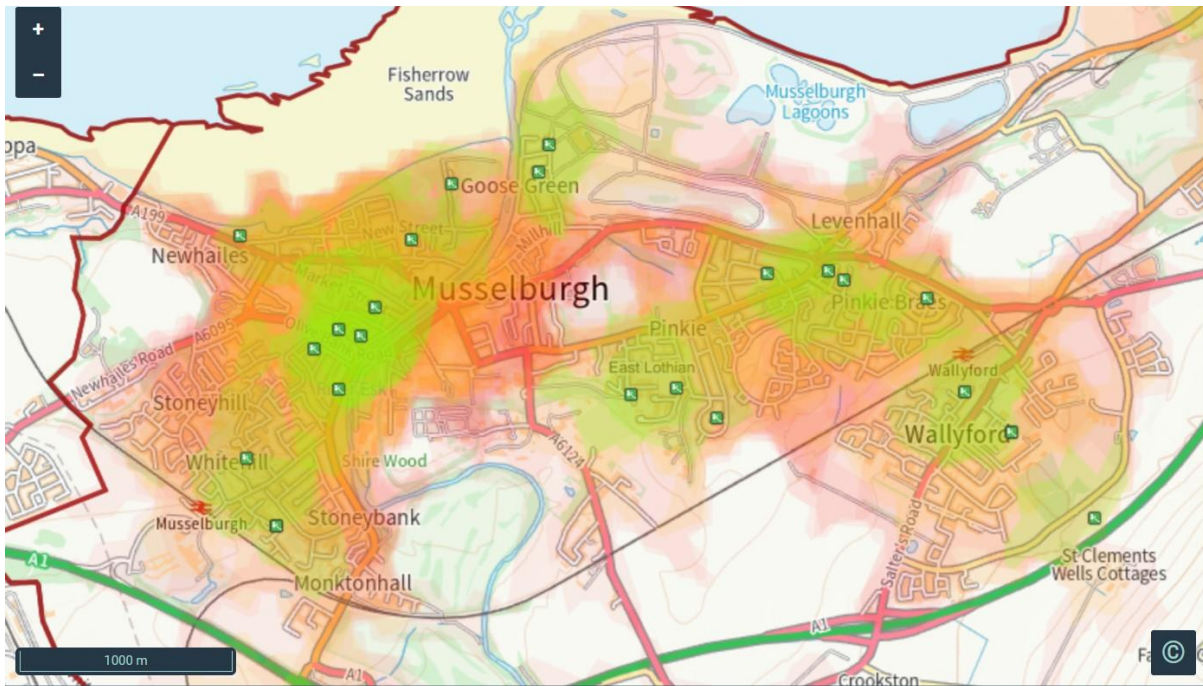 +
−
Fisherrow
Sands
Musselburgh
Lagoons
opa
A199
Goose Green
New Street
Millhill
Levenhall
Newhailes
Market St
Musselburgh
Pinkie Braes
A6095
Pinkie
Newhailes Road
East Lothian
Wallyford
Stoneyhill
Wallyford
A6124
Whitehill
Shire Wood
Musselburgh
Stoneybank
Salter's Road
A1
St Clements
Wells Cottages
Monktonhall
A1
1000 m
A1
Crookston
Fa
©